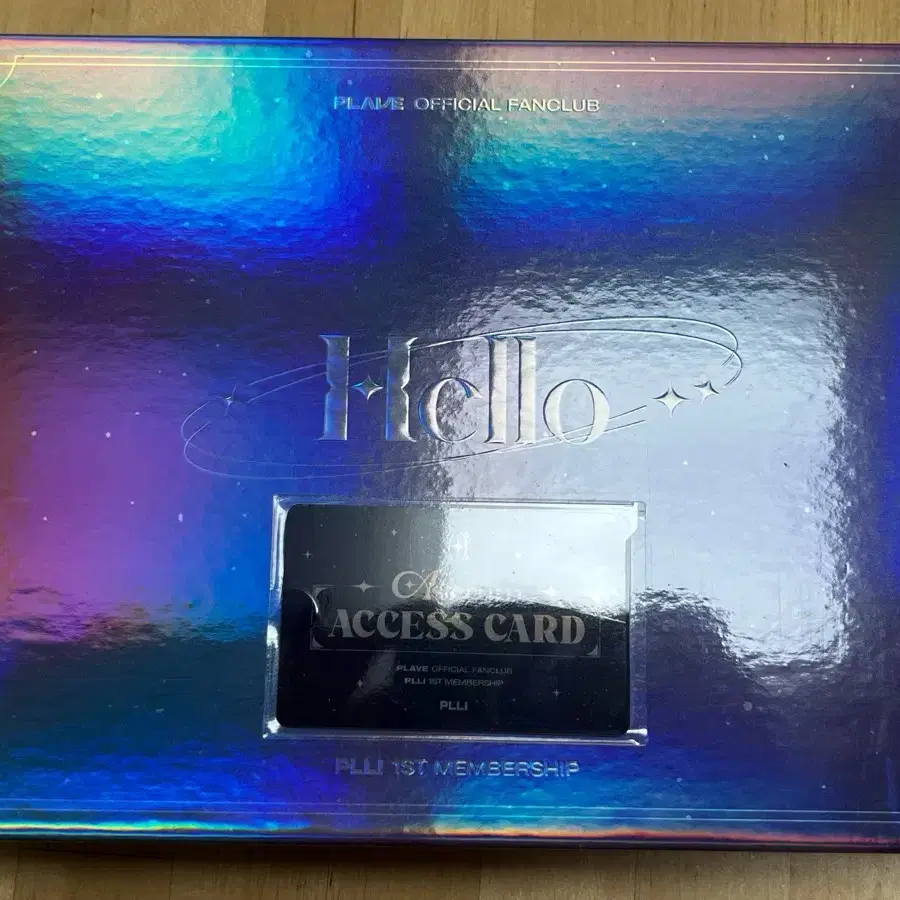 PLAVE OFFICIAL FANCLUB
Hello
ACCESS CARD
PLAVE OFFICIAL FANCLUB
PLLI 1ST MEMBERSHIP
PLLI
PLLI 1ST MEMBERSHIP